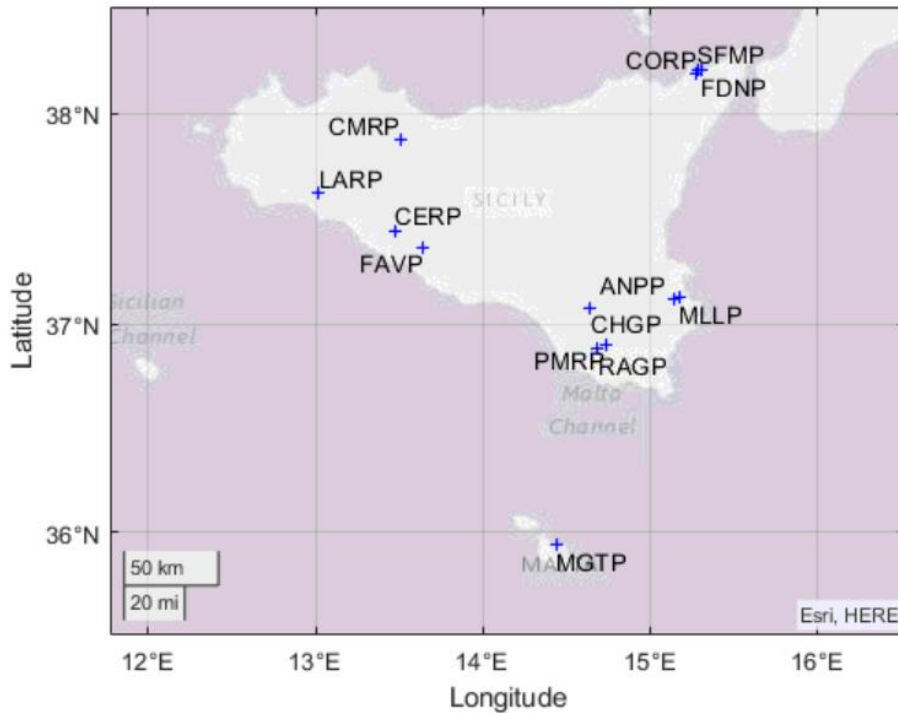 CORP SFMP
FDNP
38°N
CMRP
LARP
SICILY
CERP
FAVP
ANPP
MLLP
Sicilian
Channel
37°N
CHGP
PMRP RAGP
Malta
Channel
36°N
MGTP
50 km
20 mi
Esri, HERE
12°E 13°E 14°E 15°E 16°E
Longitude
Latitude